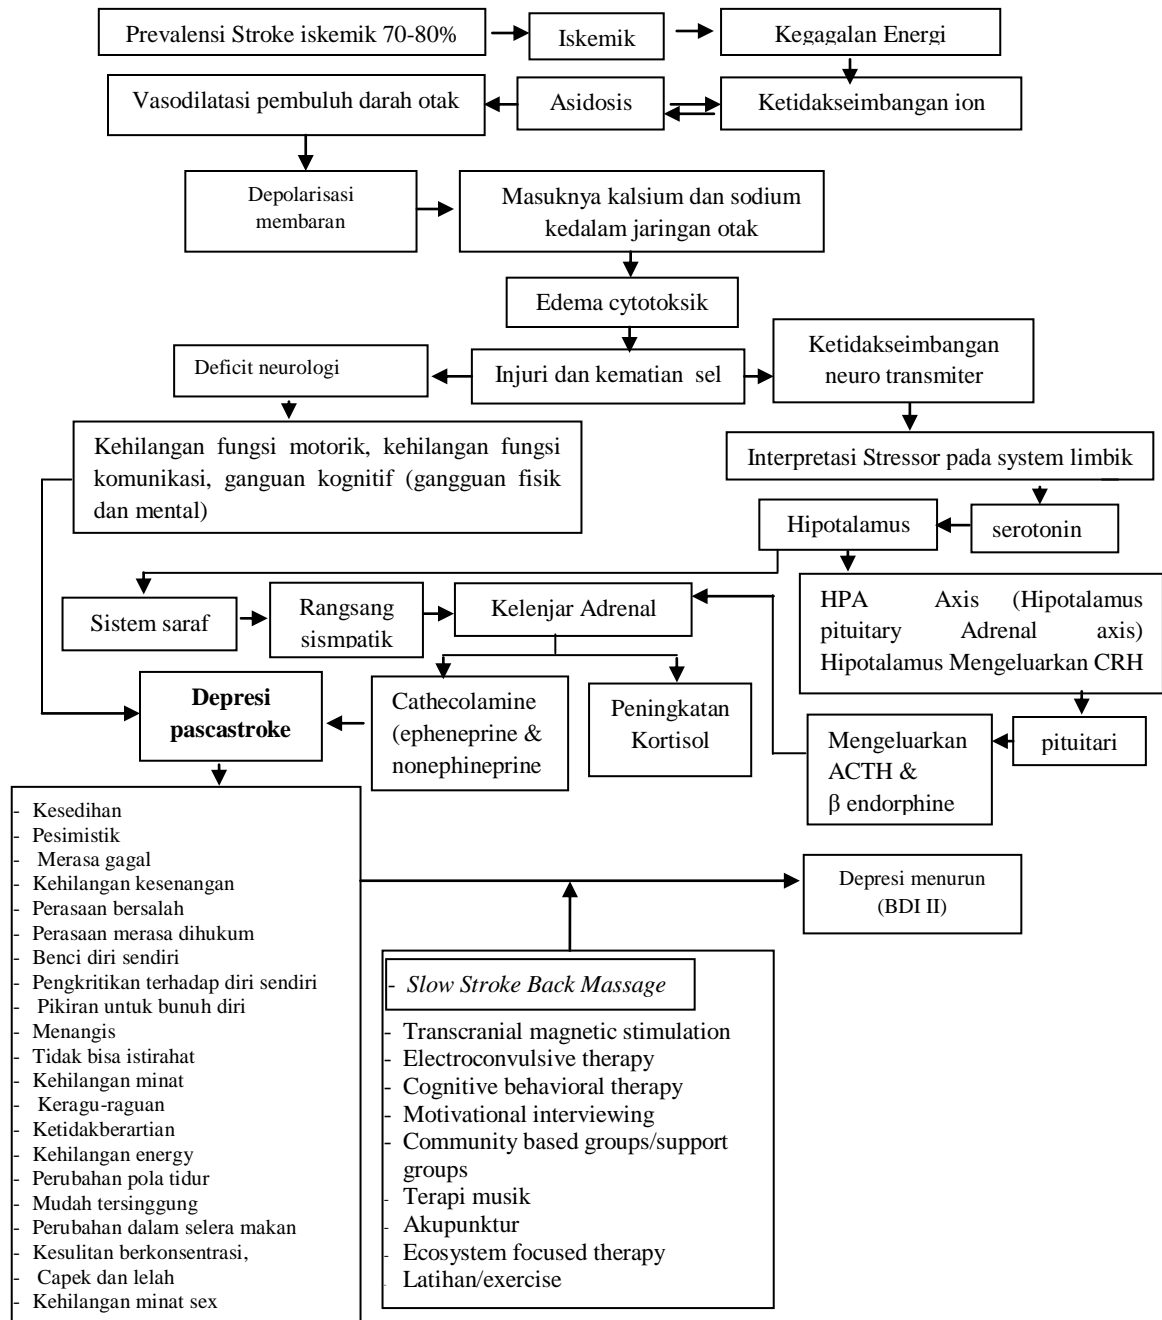 Prevalensi Stroke iskemik 70-80%
Iskemik
Kegagalan Energi
Vasodilatasi pembuluh darah otak
Asidosis
Ketidakseimbangan ion
Depolarisasi
membaran
Masuknya kalsium dan sodium
kedalam jaringan otak
Edema cytotoksik
Deficit neurologi
Injuri dan kematian sel
Ketidakseimbangan
neuro transmiter
Kehilangan fungsi motorik, kehilangan fungsi
komunikasi, ganguan kognitif (gangguan fisik
dan mental)
Interpretasi Stressor pada system limbik
Hipotalamus
serotonin
Sistem saraf
Rangsang
sismpatik
Kelenjar Adrenal
HPA Axis (Hipotalamus
pituitary Adrenal axis)
Hipotalamus Mengeluarkan CRH
Depresi
pascastroke
Cathecolamine
(epheneprine &
nonephineprine
Peningkatan
Kortisol
Mengeluarkan
ACTH &
β endorphine
pituitari
- Kesedihan
- Pesimistik
- Merasa gagal
- Kehilangan kesenangan
- Perasaan bersalah
- Perasaan merasa dihukum
- Benci diri sendiri
- Pengkritikan terhadap diri sendiri
- Pikiran untuk bunuh diri
- Menangis
- Tidak bisa istirahat
- Kehilangan minat
- Keragu-raguan
- Ketidakberartian
- Kehilangan energy
- Perubahan pola tidur
- Mudah tersinggung
- Perubahan dalam selera makan
- Kesulitan berkonsentrasi,
- Capek dan lelah
- Kehilangan minat sex
Depresi menurun
(BDI II)
- Slow Stroke Back Massage
- Transcranial magnetic stimulation
- Electroconvulsive therapy
- Cognitive behavioral therapy
- Motivational interviewing
- Community based groups/support
groups
- Terapi musik
- Akupunktur
- Ecosystem focused therapy
- Latihan/exercise